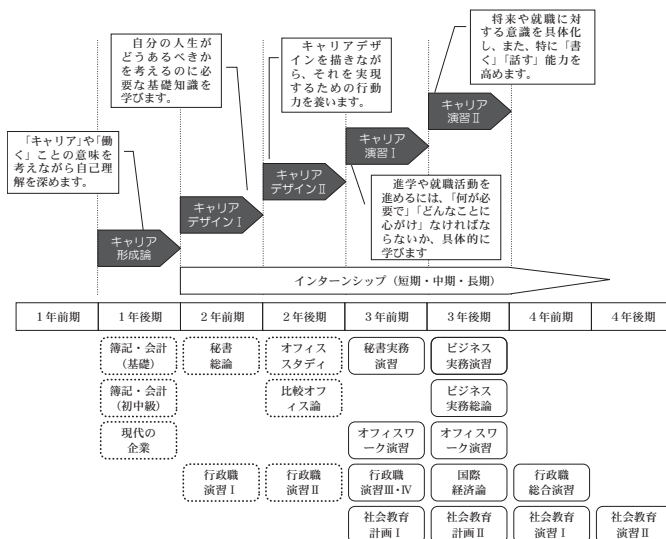 自分の人生が
どうあるべきか
を考えるのに必
要な基礎知識を
学びます。
キャリアデザ
インを描きなが
ら、それを実現
するための行動
力を養います。
将来や就職に対
する意識を具体化
し、また、特に「書
く」「話す」能力を
高めます。
「キャリア」や「働
く」ことの意味を
考えながら自己理
解を深めます。
進学や就職活動を
進めるには、「何が必
要で」「どんなことに
心がけ」なければな
らないか、具体的に
学びます
キャリア
形成論
キャリア
デザインⅠ
キャリア
デザインⅡ
キャリア
演習Ⅰ
キャリア
演習Ⅱ
インターンシップ（短期・中期・長期）
1年前期 1年後期 2年前期 2年後期 3年前期 3年後期 4年前期 4年後期
簿記・会計
（基礎）
秘書
総論
オフィス
スタディ
秘書実務
演習
ビジネス
実務演習
簿記・会計
（初中級）
比較オフ
ィス論
ビジネス
実務総論
現代の
企業
オフィスワ
ーク演習
オフィスワ
ーク演習
行政職
演習Ⅰ
行政職
演習Ⅱ
行政職
演習Ⅲ・Ⅳ
国際
経済論
行政職
総合演習
社会教育
計画Ⅰ
社会教育
計画Ⅱ
社会教育
演習Ⅰ
社会教育
演習Ⅱ